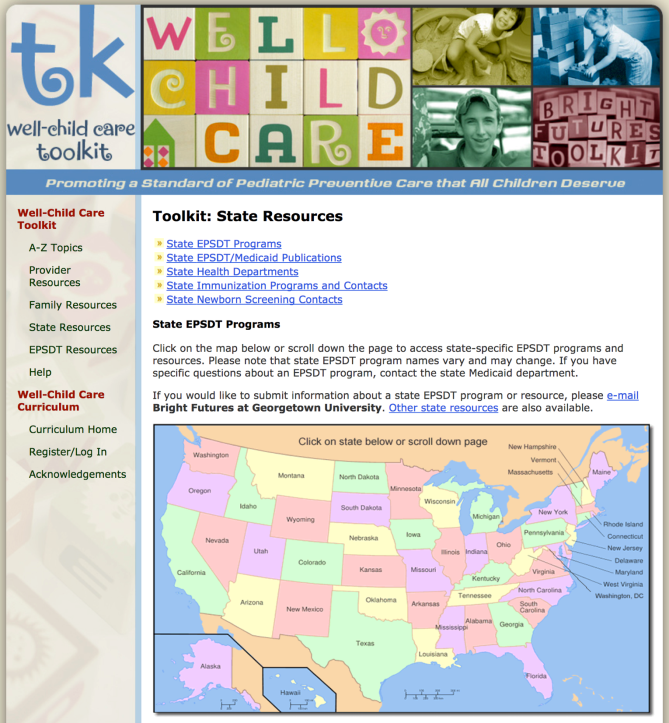 tk
well-child care
toolkit
WELL
CHILD
CARE
BRIGHT
FUTURES
TOOLKIT
Promoting a Standard of Pediatric Preventive Care that All Children Deserve
Well-Child Care
Toolkit
A-Z Topics
Provider
Resources
Family Resources
State Resources
EPSDT Resources
Help
Well-Child Care
Curriculum
Curriculum Home
Register/Log In
Acknowledgements
Toolkit: State Resources
» State EPSDT Programs
» State EPSDT/Medicaid Publications
» State Health Departments
» State Immunization Programs and Contacts
» State Newborn Screening Contacts
State EPSDT Programs
Click on the map below or scroll down the page to access state-specific EPSDT programs and
resources. Please note that state EPSDT program names vary and may change. If you have
specific questions about an EPSDT program, contact the state Medicaid department.
If you would like to submit information about a state EPSDT program or resource, please e-mail
Bright Futures at Georgetown University. Other state resources are also available.
Click on state below or scroll down page
New Hampshire
Vermont
Massachusetts
Washington
Montana
North Dakota
Minnesota
Maine
Oregon
Idaho
South Dakota
Wisconsin
Michigan
New York
Wyoming
Rhode Island
Connecticut
Nevada
Utah
Nebraska
Iowa
Illinois
Indiana
Ohio
Pennsylvania
New Jersey
Delaware
Maryland
West Virginia
Washington, DC
California
Colorado
Kansas
Missouri
Kentucky
Virginia
Arizona
New Mexico
Oklahoma
Arkansas
Tennessee
North Carolina
South
Carolina
Texas
Mississippi
Alabama
Georgia
Louisiana
Florida
Alaska
Hawaii